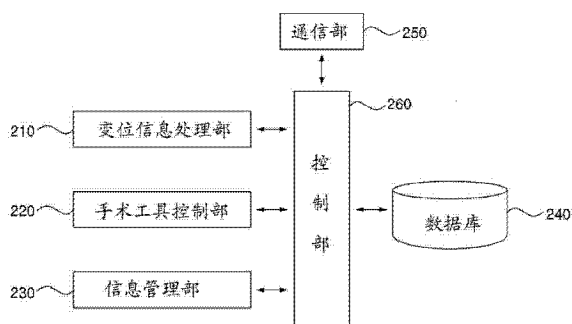 通信部
250
260
210
变位信息处理部
控制部
220
手术工具控制部
数据库
240
230
信息管理部